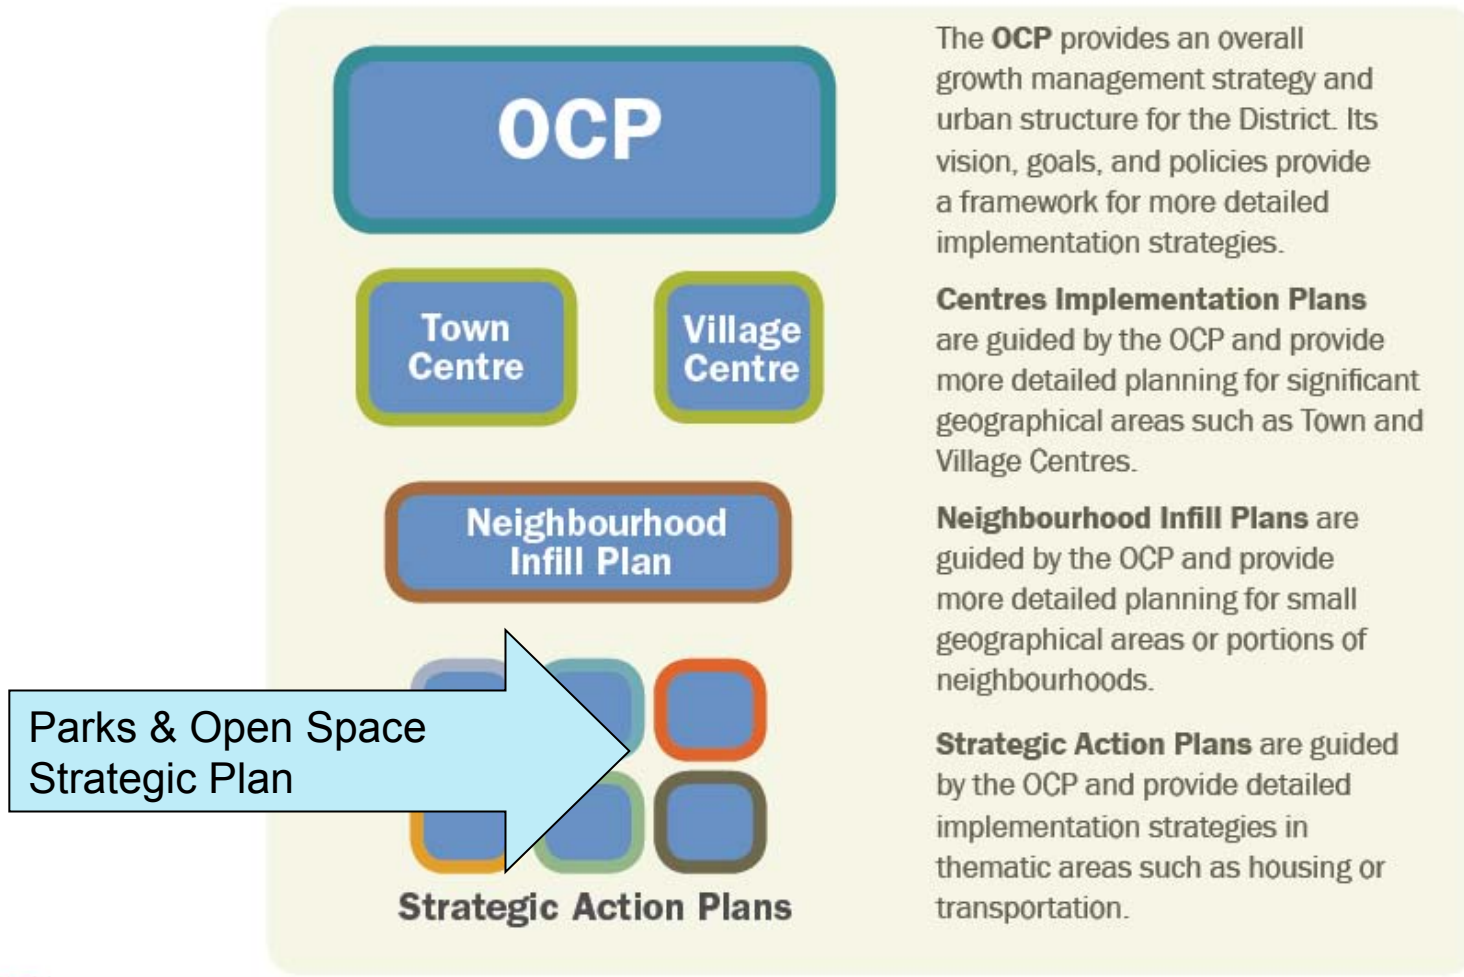 OCP
Town
Centre
Village
Centre
Neighbourhood
Infill Plan
Parks & Open Space
Strategic Plan
Strategic Action Plans
The OCP provides an overall
growth management strategy and
urban structure for the District. Its
vision, goals, and policies provide
a framework for more detailed
implementation strategies.
Centres Implementation Plans
are guided by the OCP and provide
more detailed planning for significant
geographical areas such as Town and
Village Centres.
Neighbourhood Infill Plans are
guided by the OCP and provide
more detailed planning for small
geographical areas or portions of
neighbourhoods.
Strategic Action Plans are guided
by the OCP and provide detailed
implementation strategies in
thematic areas such as housing or
transportation.